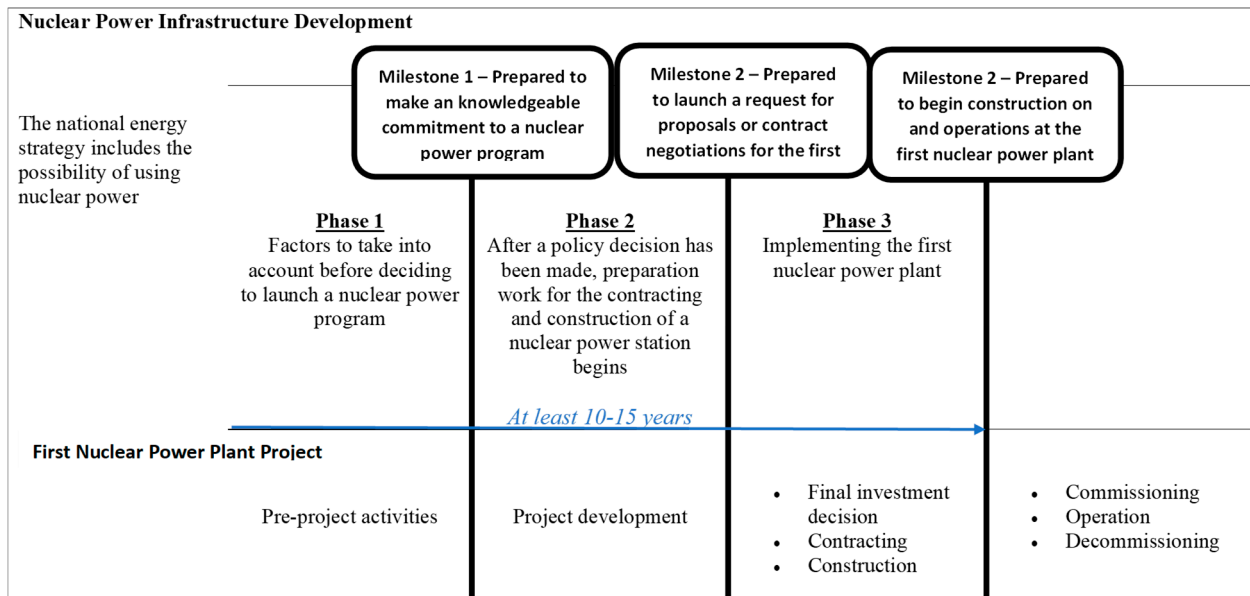 Nuclear Power Infrastructure Development
Milestone 1 – Prepared to
make an knowledgeable
commitment to a nuclear
power program
Milestone 2 – Prepared
to launch a request for
proposals or contract
negotiations for the first
Milestone 2 – Prepared
to begin construction on
and operations at the
first nuclear power plant
The national energy
strategy includes the
possibility of using
nuclear power
Phase 1
Factors to take into
account before deciding
to launch a nuclear power
program
Phase 2
After a policy decision has
been made, preparation
work for the contracting
and construction of a
nuclear power station
begins
Phase 3
Implementing the first
nuclear power plant
At least 10-15 years
First Nuclear Power Plant Project
Pre-project activities
Project development
• Final investment
decision
• Contracting
• Construction
• Commissioning
• Operation
• Decommissioning